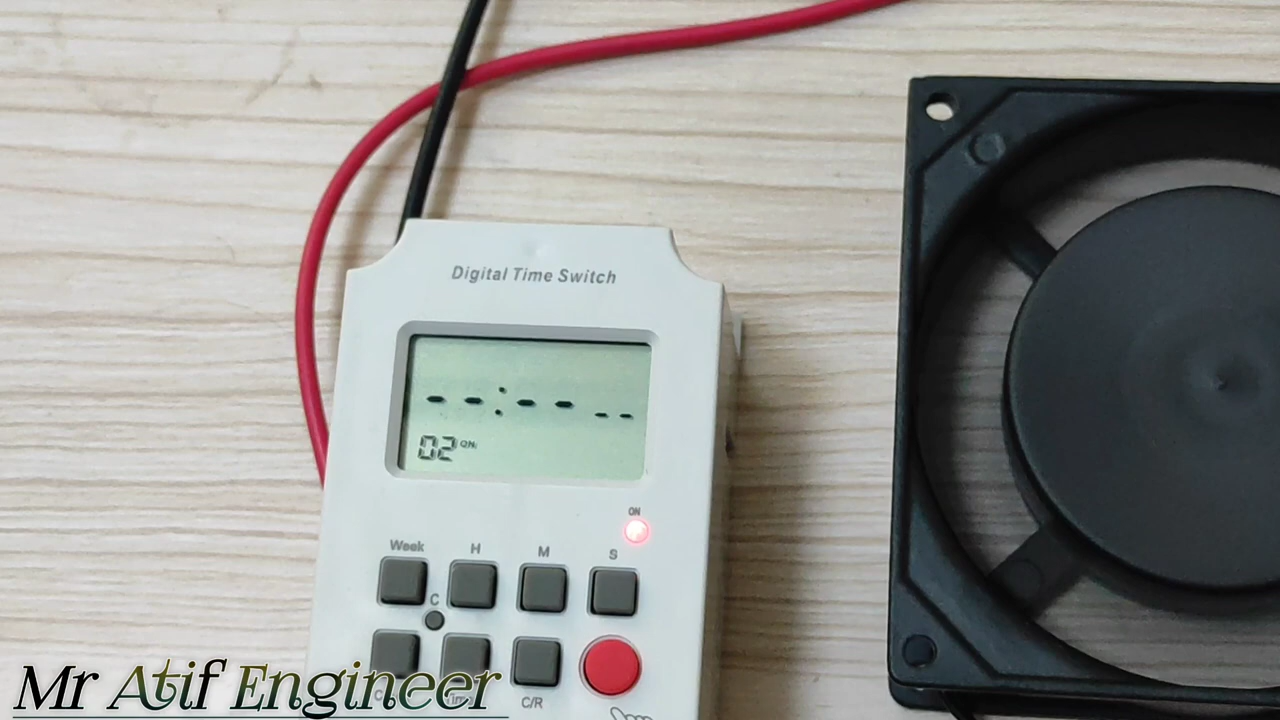 Digital Time Switch
--:-- --
02 ON
ON
Week H M S
C
C/R
Mr Atif Engineer